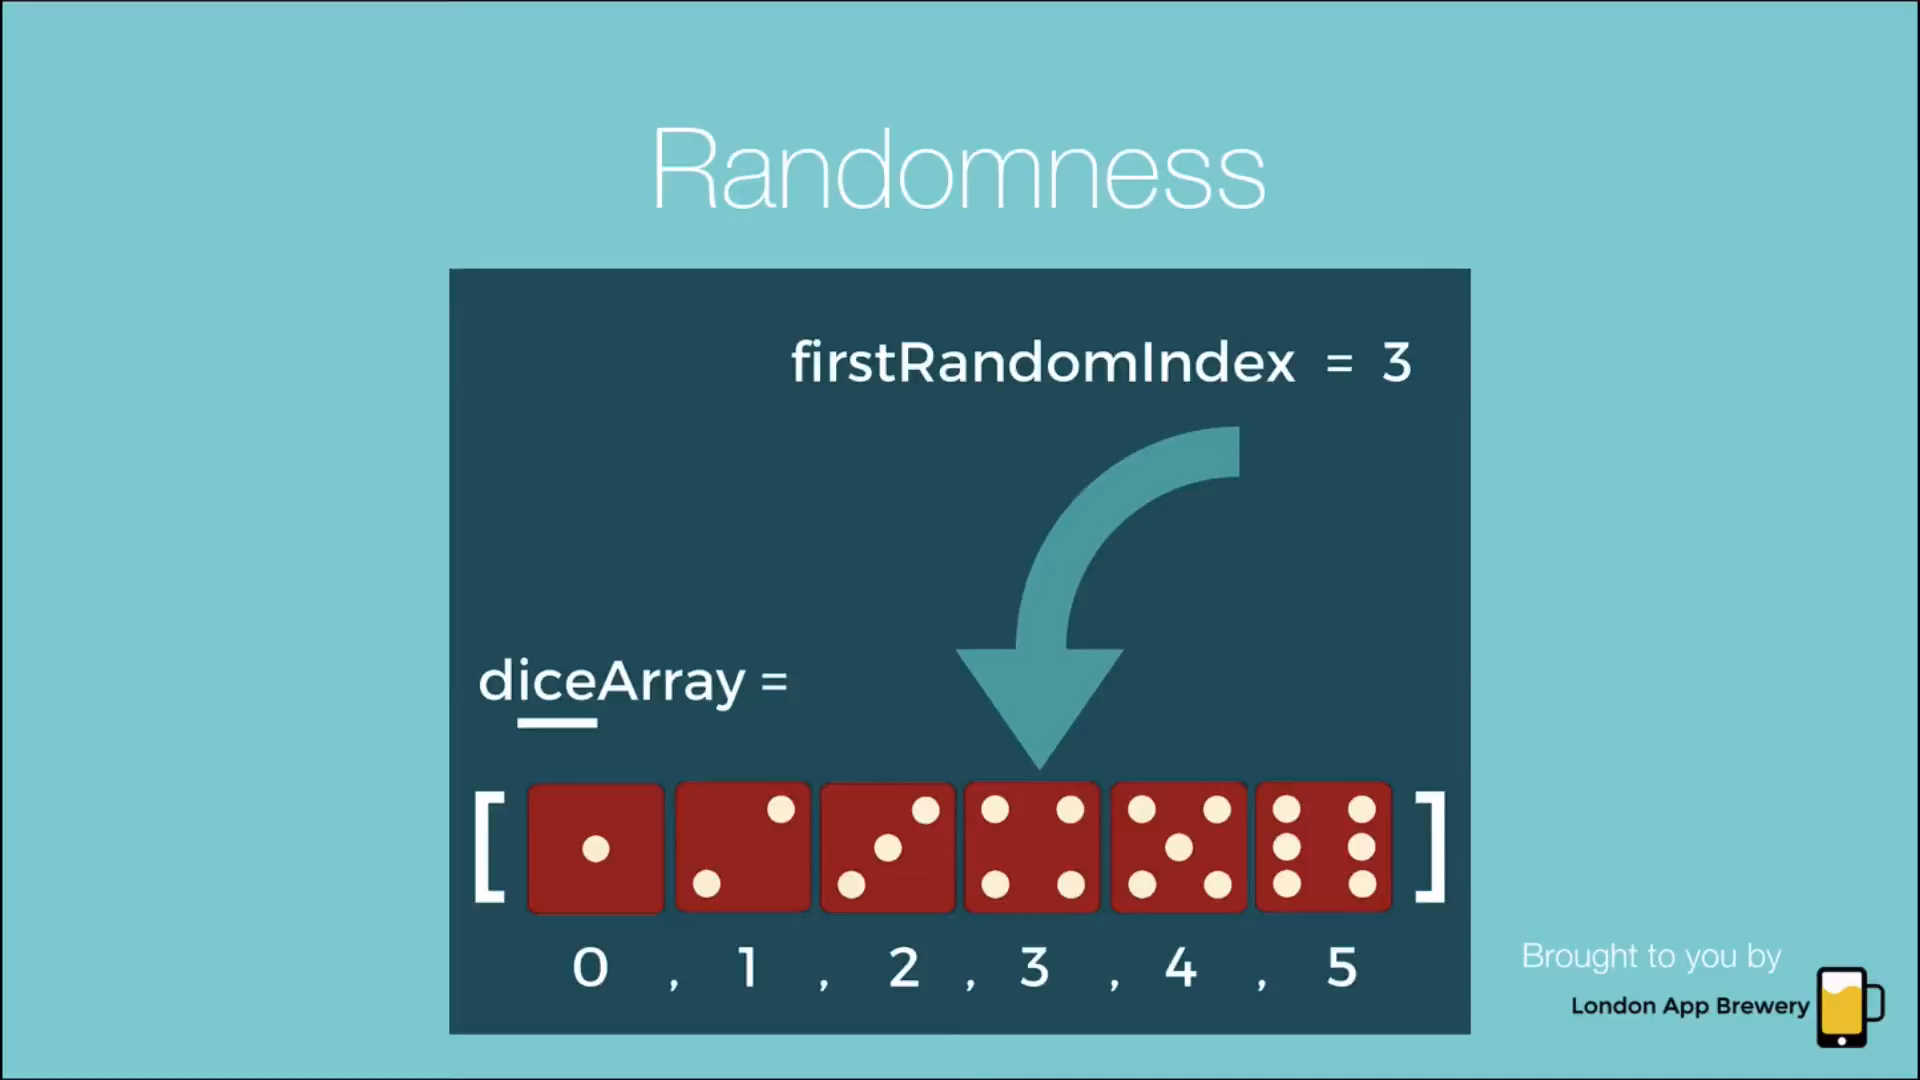 Randomness
firstRandomIndex = 3
diceArray =
[ ]
0 , 1 , 2 , 3 , 4 , 5
Brought to you by
London App Brewery